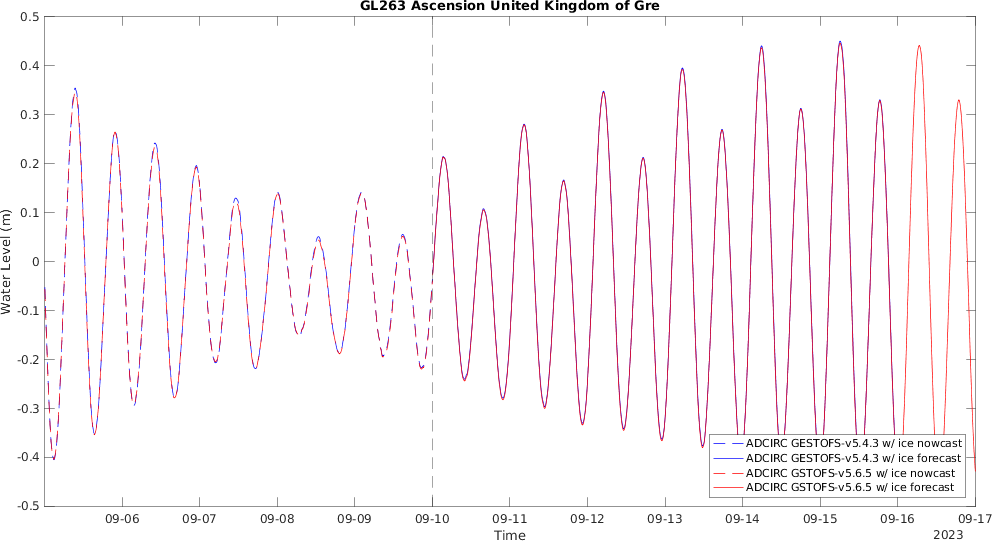 GL263 Ascension United Kingdom of Gre
0.5
0.4
0.3
0.2
0.1
0
-0.1
-0.2
-0.3
-0.4
-0.5
Water Level (m)
ADCIRC GESTOFS-v5.4.3 w/ ice nowcast
ADCIRC GESTOFS-v5.4.3 w/ ice forecast
ADCIRC GSTOFS-v5.6.5 w/ ice nowcast
ADCIRC GSTOFS-v5.6.5 w/ ice forecast
09-06 09-07 09-08 09-09 09-10 09-11 09-12 09-13 09-14 09-15 09-16 09-17
Time 2023